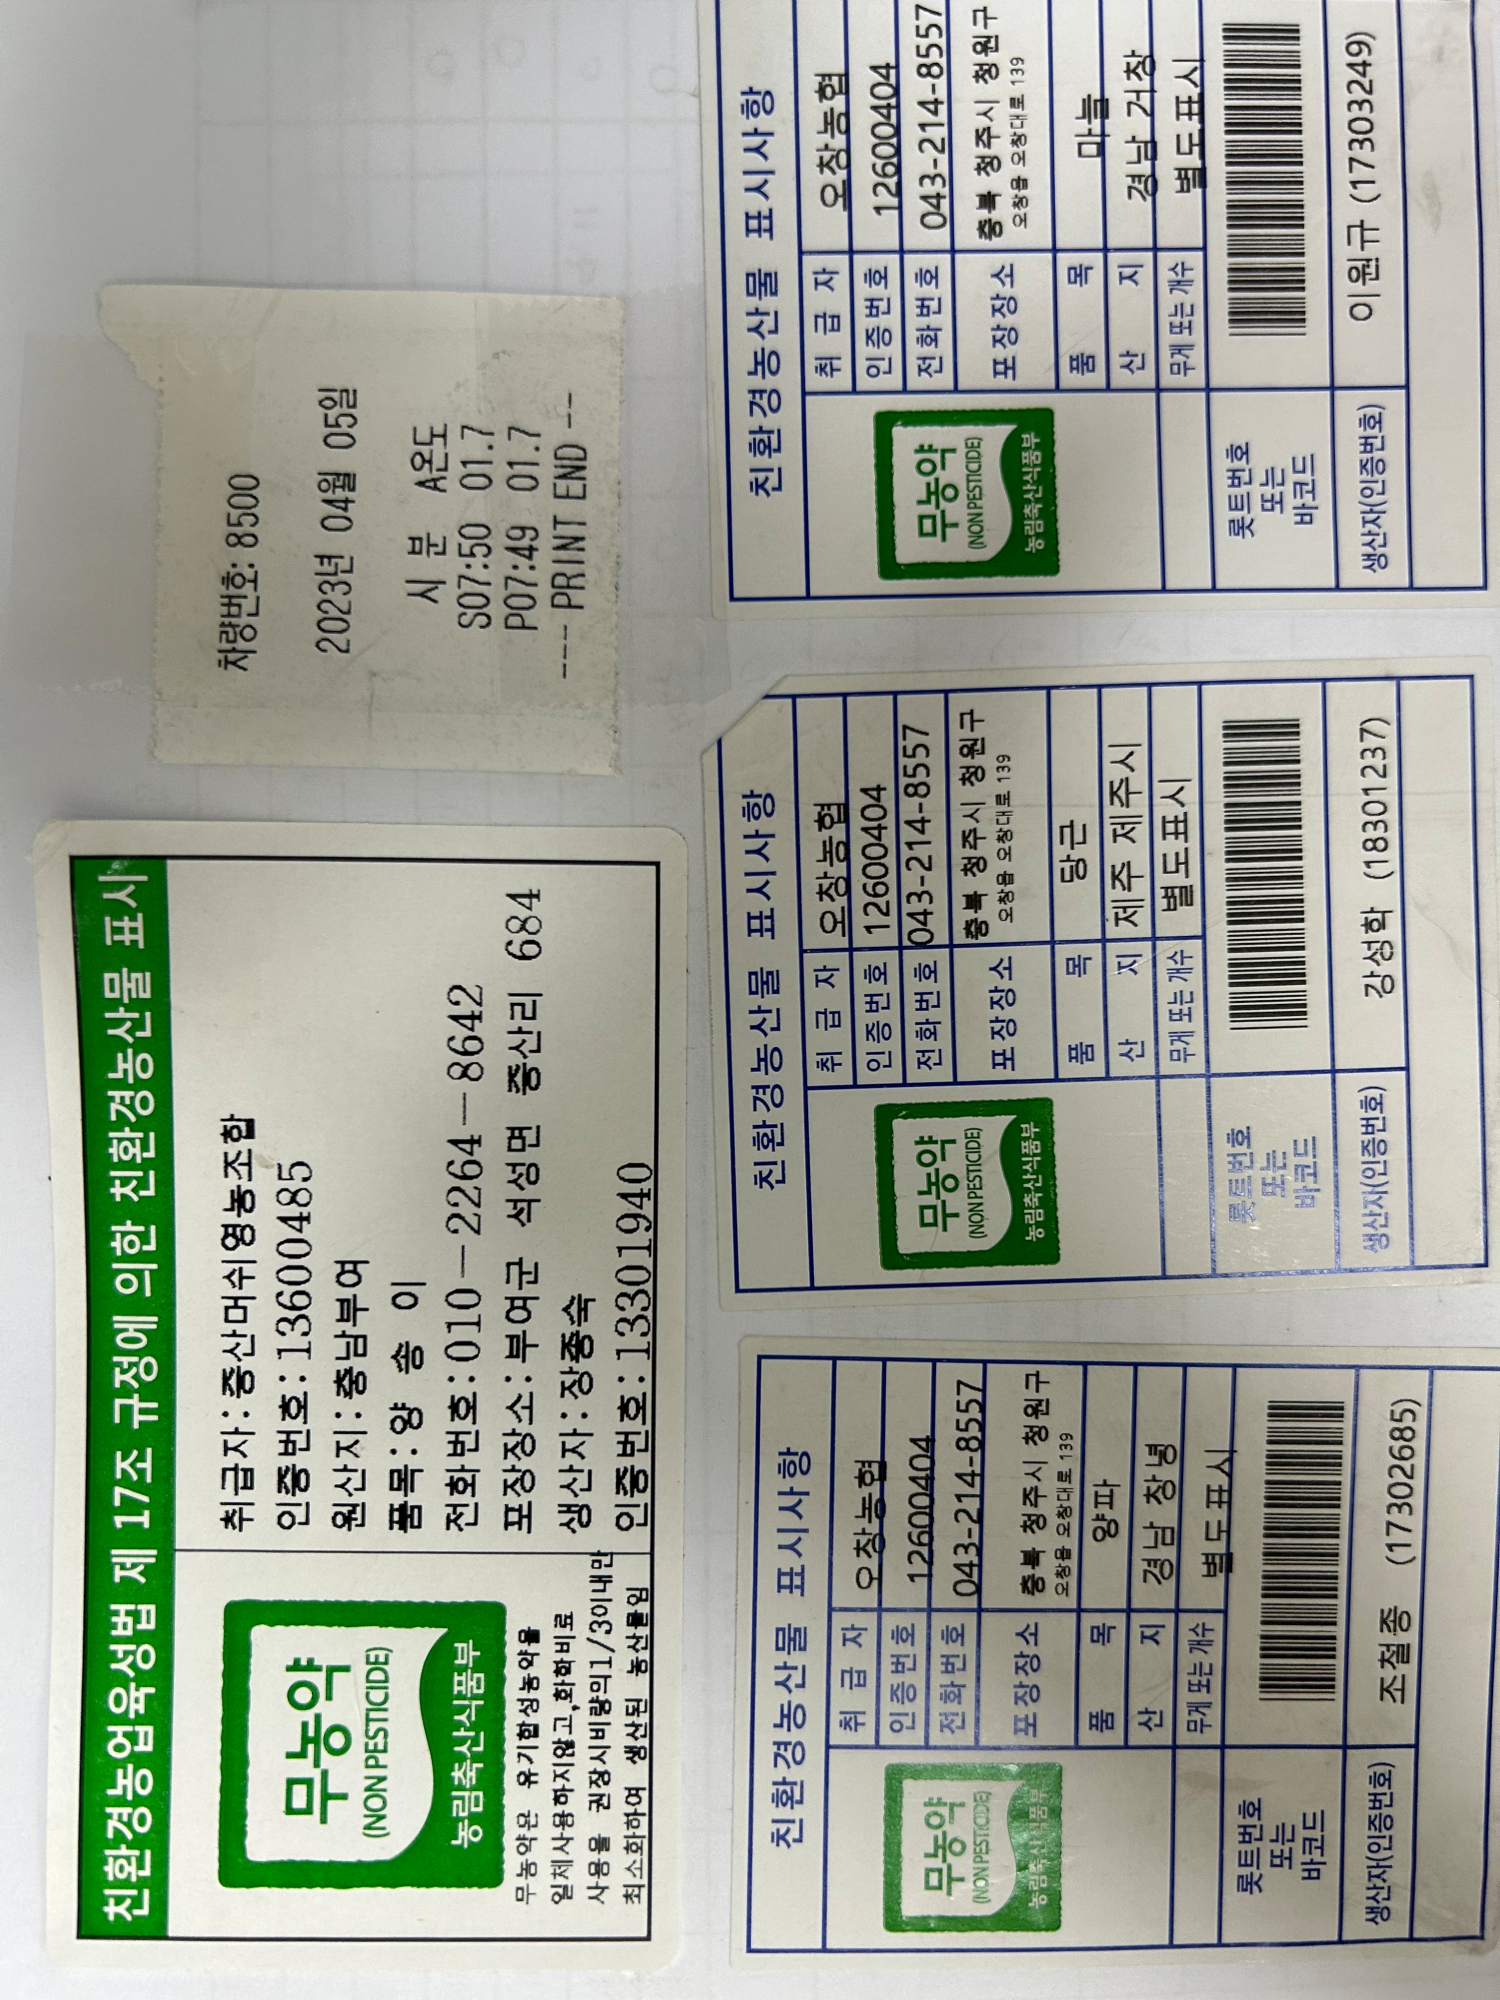 친환경농업육성법 제 17조 규정에 의한 친환경농산물 표시
무농약
(NON PESTICIDE)
농림축산식품부
무농약은 유기합성농약을
일체사용하지않고,화학비료
사용을 권장시비량의1/3이내만
최소화하여 생산된 농산물임
취급자:증산머쉬영농조합
인증번호:13600485
원산지:충남부여
품목:양 송 이
전화번호:010-2264-8642
포장장소:부여군 석성면 증산리 684
생산자:장종숙
인증번호:13301940
차량번호: 8500
2023년 04월 05일
시 분 A온도
S07:50 01.7
P07:49 01.7
--- PRINT END --
친환경농산물 표시사항
무농약
(NON PESTICIDE)
농림축산식품부
취 급 자 오창농협
인증번호 12600404
전화번호 043-214-8557
포장장소 충북 청주시 청원구
오창읍 오창대로 139
품 목 양파
산 지 경남 창녕
무게 또는 개수 별도표시
롯트번호
또는
바코드
생산자(인증번호) 조철종 (17302685)
친환경농산물 표시사항
무농약
(NON PESTICIDE)
농림축산식품부
취 급 자 오창농협
인증번호 12600404
전화번호 043-214-8557
포장장소 충북 청주시 청원구
오창읍 오창대로 139
품 목 당근
산 지 제주 제주시
무게 또는 개수 별도표시
롯트번호
또는
바코드
생산자(인증번호) 강성학 (18301237)
친환경농산물 표시사항
무농약
(NON PESTICIDE)
농림축산식품부
취 급 자 오창농협
인증번호 12600404
전화번호 043-214-8557
포장장소 충북 청주시 청원구
오창읍 오창대로 139
품 목 마늘
산 지 경남 거창
무게 또는 개수 별도표시
롯트번호
또는
바코드
생산자(인증번호) 이원규 (17303249)